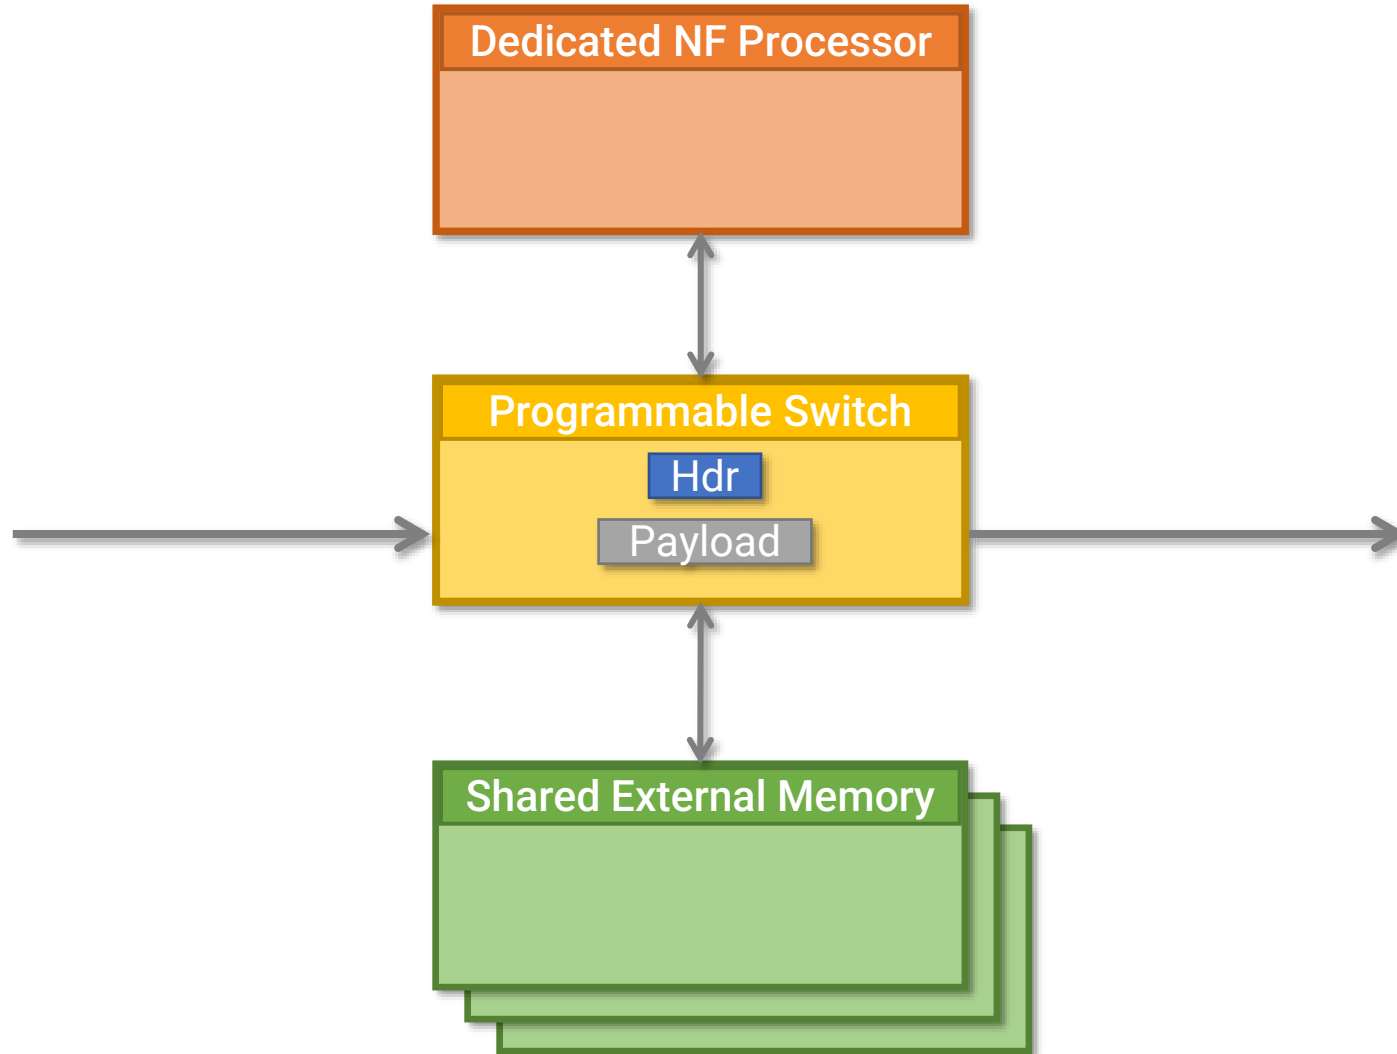 Dedicated NF Processor
Programmable Switch
Hdr
Payload
Shared External Memory